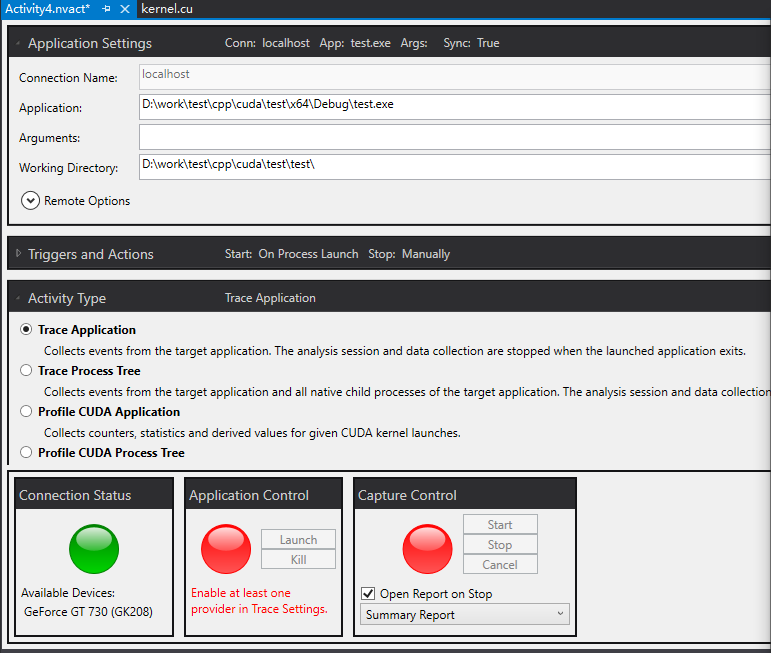 Activity4.nvact* kernel.cu
Application Settings Conn: localhost App: test.exe Args: Sync: True
Connection Name: localhost
Application: D:\work\test\cpp\cuda\test\x64\Debug\test.exe
Arguments:
Working Directory: D:\work\test\cpp\cuda\test\test\
Remote Options
Triggers and Actions Start: On Process Launch Stop: Manually
Activity Type Trace Application
Trace Application
Collects events from the target application. The analysis session and data collection are stopped when the launched application exits.
Trace Process Tree
Collects events from the target application and all native child processes of the target application. The analysis session and data collection
Profile CUDA Application
Collects counters, statistics and derived values for given CUDA kernel launches.
Profile CUDA Process Tree
Connection Status
Available Devices:
GeForce GT 730 (GK208)
Application Control
Launch
Kill
Enable at least one
provider in Trace Settings.
Capture Control
Start
Stop
Cancel
Open Report on Stop
Summary Report